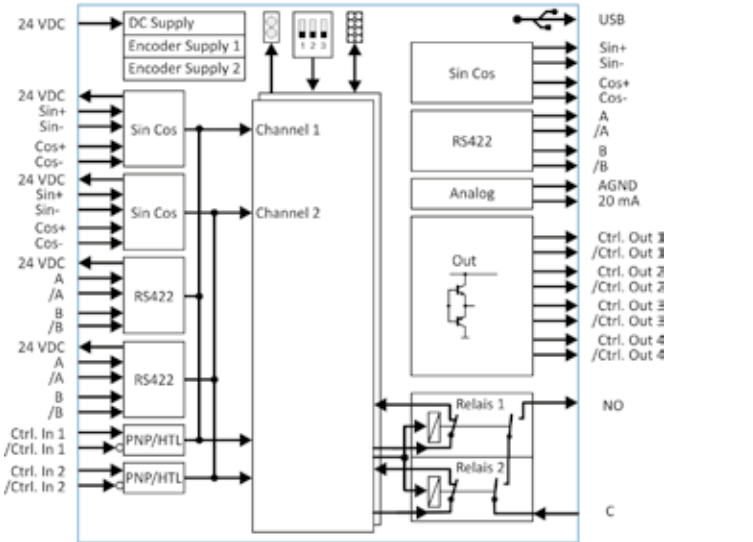 24 VDC
DC Supply
Encoder Supply 1
Encoder Supply 2
1 2 3
USB
24 VDC
Sin+
Sin-
Cos+
Cos-
Sin Cos
Channel 1
24 VDC
Sin+
Sin-
Cos+
Cos-
Sin Cos
Channel 2
24 VDC
A
/A
B
/B
RS422
24 VDC
A
/A
B
/B
RS422
Ctrl. In 1
/Ctrl. In 1
PNP/HTL
Ctrl. In 2
/Ctrl. In 2
PNP/HTL
Sin Cos
Sin+
Sin-
Cos+
Cos-
RS422
A
/A
B
/B
Analog
AGND
20 mA
Out
Ctrl. Out 1
/Ctrl. Out 1
Ctrl. Out 2
/Ctrl. Out 2
Ctrl. Out 3
/Ctrl. Out 3
Ctrl. Out 4
/Ctrl. Out 4
Relais 1
NO
Relais 2
C